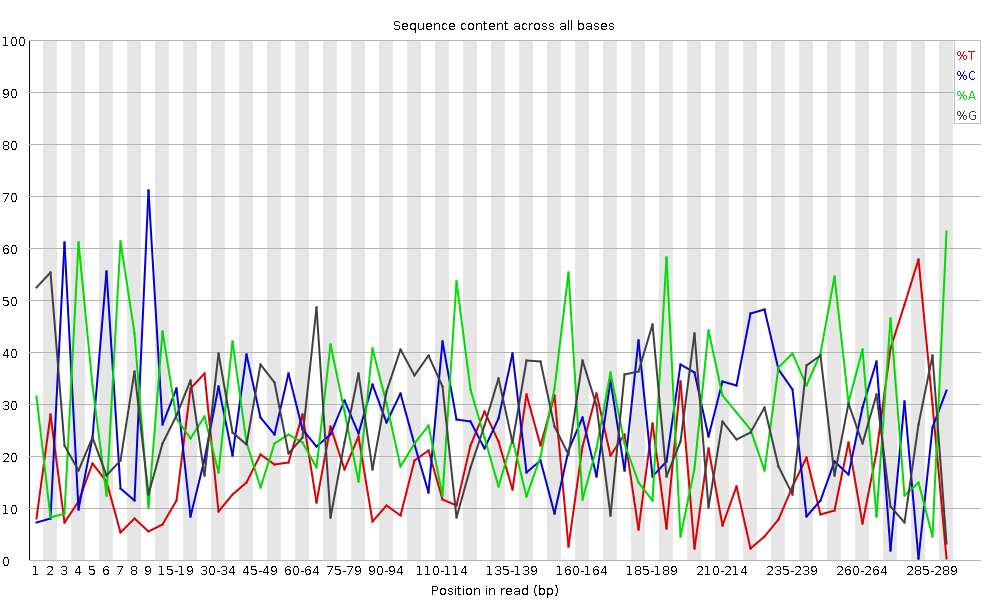 Sequence content across all bases
100
90
80
70
60
50
40
30
20
10
0
%T
%C
%A
%G
1 2 3 4 5 6 7 8 9 15-19 30-34 45-49 60-64 75-79 90-94 110-114 135-139 160-164 185-189 210-214 235-239 260-264 285-289
Position in read (bp)